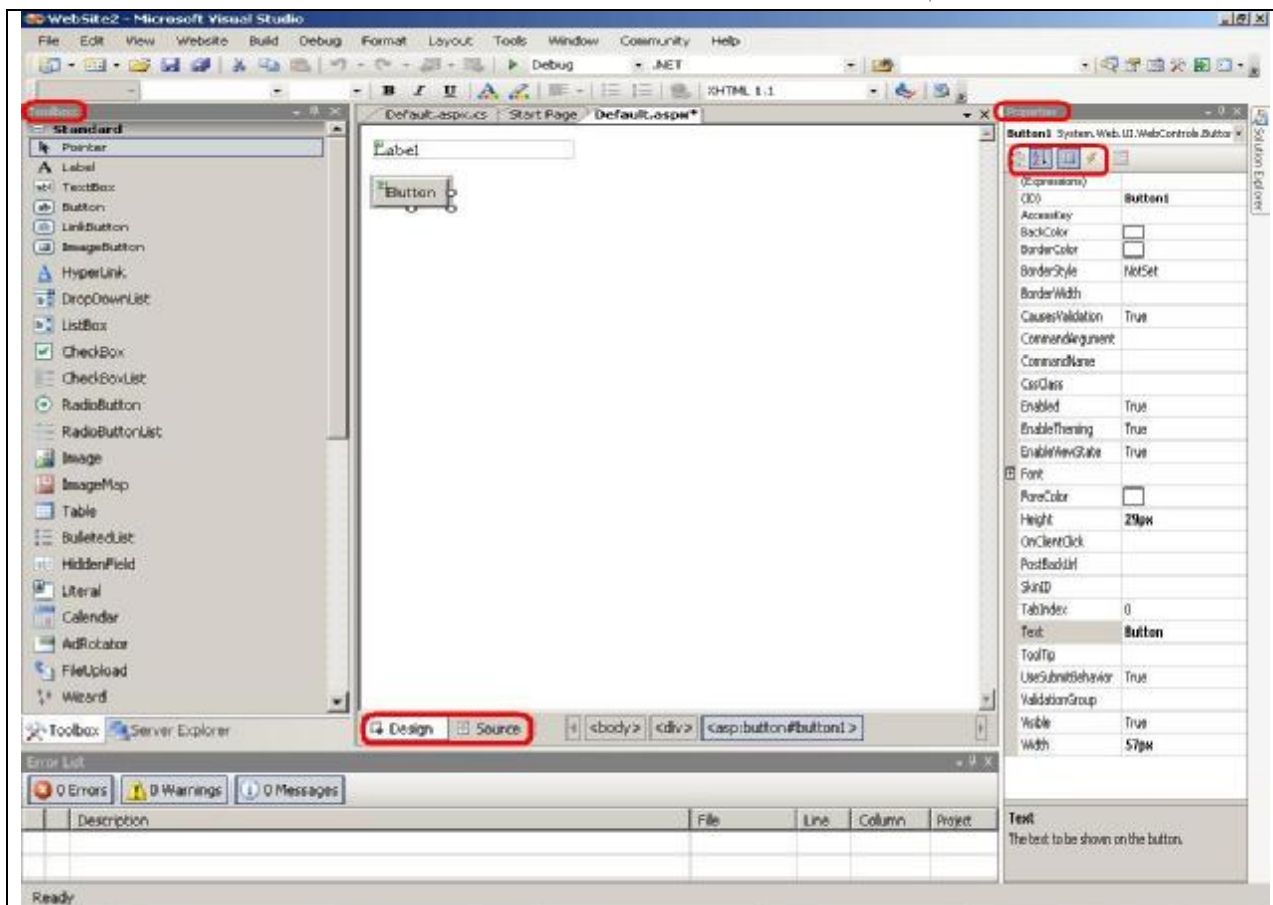 WebSite2 - Microsoft Visual Studio
File Edit View Website Build Debug Format Layout Tools Window Community Help
Debug .NET
B I U A XHTML 1.1
Toolbox
Standard
Pointer
Label
TextBox
Button
LinkButton
ImageButton
HyperLink
DropDownList
ListBox
CheckBox
CheckBoxList
RadioButton
RadioButtonList
Image
ImageMap
Table
BulletedList
HiddenField
Literal
Calendar
AdRotator
FileUpload
Wizard
Toolbox Server Explorer
Default.aspx.cs Start Page Default.aspx*
Label
Button
Design Source <body> <div> <asp:button#button1>
Properties
Button1 System.Web.UI.WebControls.Button
(Expressions)
(ID) Button1
AccessKey
BackColor
BorderColor
BorderStyle NotSet
BorderWidth
CausesValidation True
CommandArgument
CommandName
CssClass
Enabled True
EnableTheming True
EnableViewState True
Font
ForeColor
Height 29px
OnClientClick
PostBackUrl
SkinID
TabIndex 0
Text Button
ToolTip
UseSubmitBehavior True
ValidationGroup
Visible True
Width 57px
Text
The text to be shown on the button.
Solution Explorer
Error List
0 Errors 0 Warnings 0 Messages
Description File Line Column Project
Ready